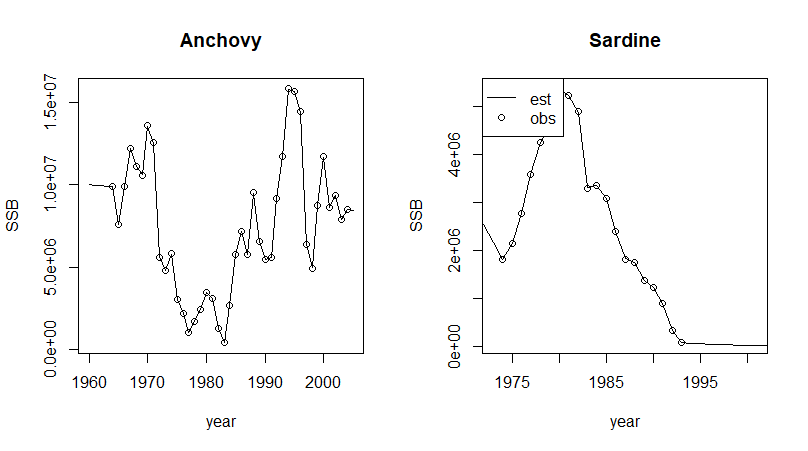 Anchovy
SSB
0.0e+00 5.0e+06 1.0e+07 1.5e+07
1960 1970 1980 1990 2000
year
Sardine
est
obs
SSB
0e+00 2e+06 4e+06
1975 1985 1995
year